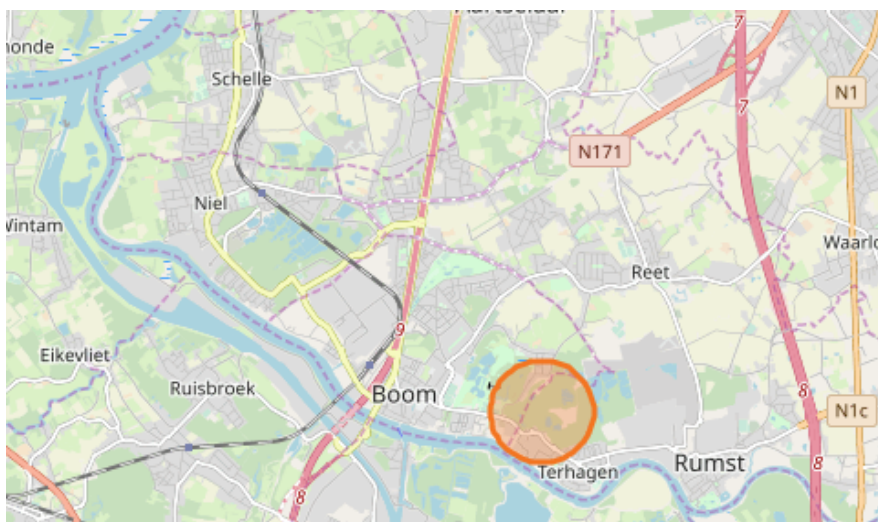 7
monde
Schelle
N1
7
N171
Niel
Wintam
Waarlo
Reet
9
Eikevliet
Ruisbroek
Boom
8
N1c
Terhagen
Rumst
8
8